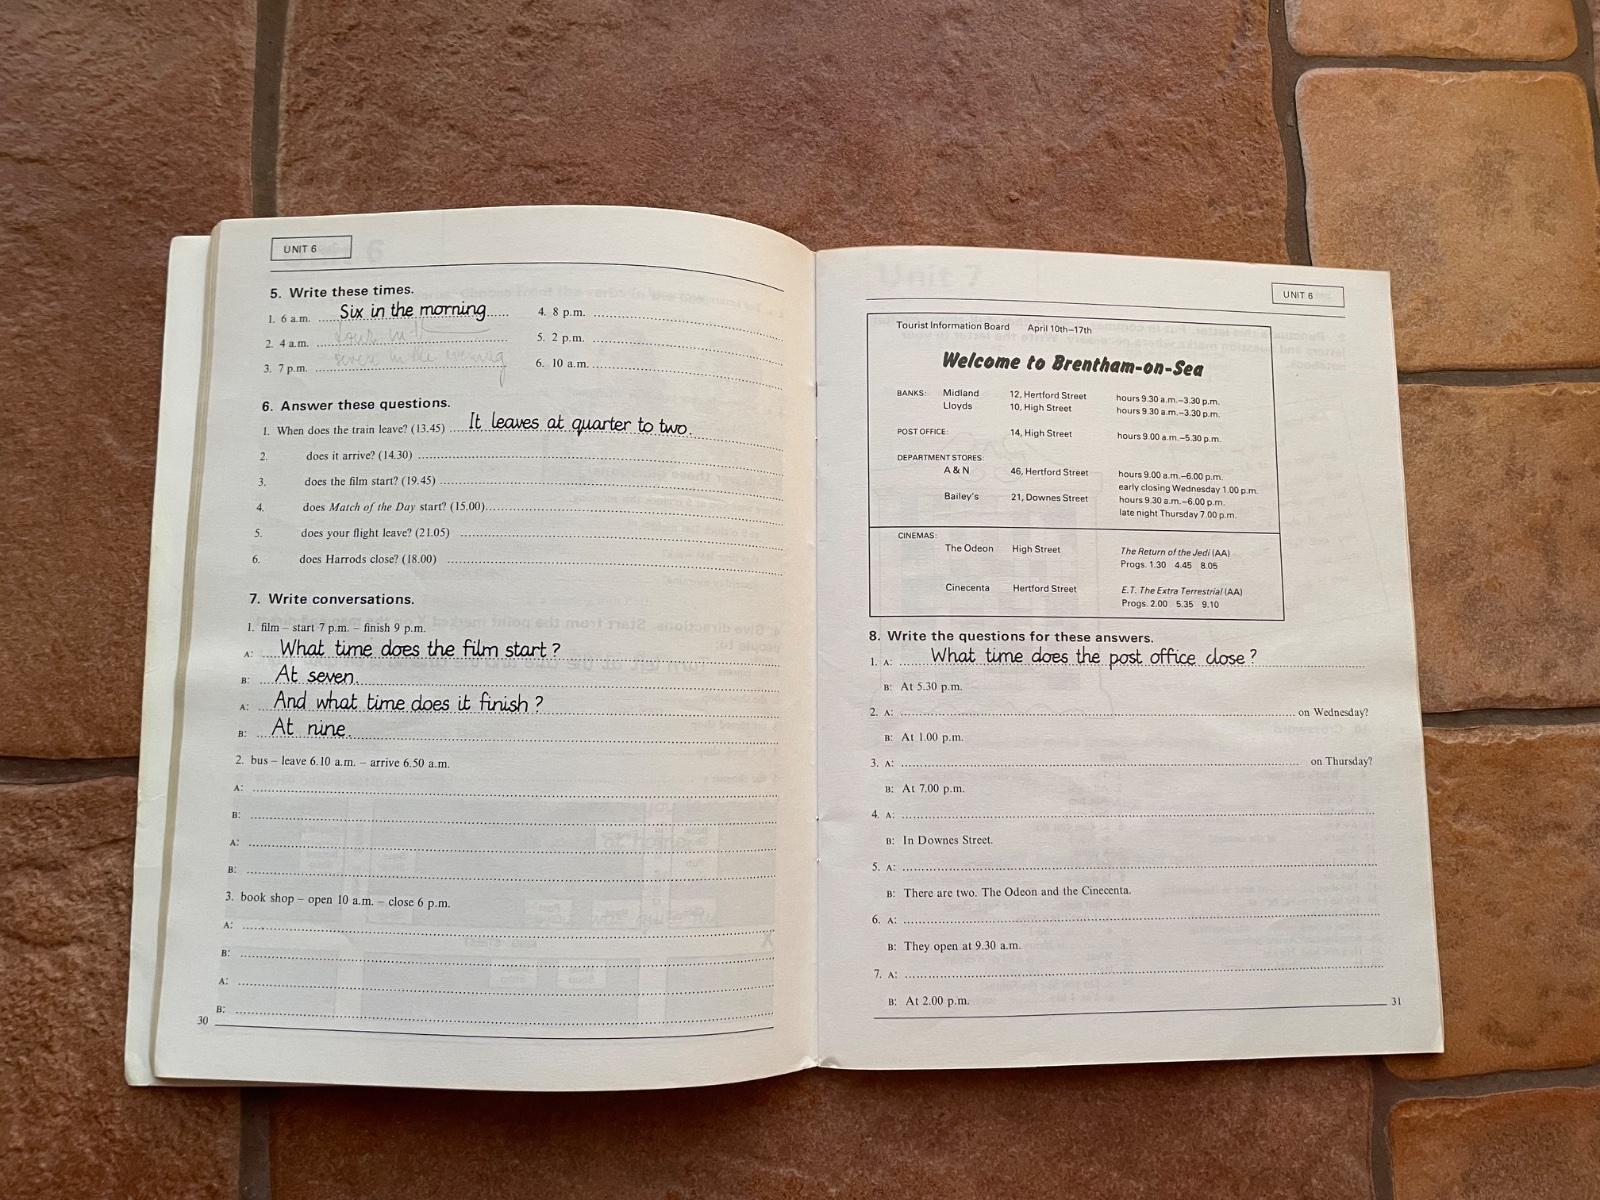 UNIT 6
5. Write these times.
1. 6 a.m. Six in the morning
2. 4 a.m. four in
3. 7 p.m. seven in the evening
4. 8 p.m.
5. 2 p.m.
6. 10 a.m.
6. Answer these questions.
1. When does the train leave? (13.45) It leaves at quarter to two.
2. does it arrive? (14.30)
3. does the film start? (19.45)
4. does Match of the Day start? (15.00)
5. does your flight leave? (21.05)
6. does Harrods close? (18.00)
7. Write conversations.
1. film – start 7 p.m. – finish 9 p.m.
A: What time does the film start?
B: At seven.
A: And what time does it finish?
B: At nine.
2. bus – leave 6.10 a.m. – arrive 6.50 a.m.
A:
B:
A:
B:
3. book shop – open 10 a.m. – close 6 p.m.
A:
B:
A:
B:
30
UNIT 6
Tourist Information Board April 10th–17th
Welcome to Brentham-on-Sea
BANKS: Midland 12, Hertford Street hours 9.30 a.m.–3.30 p.m.
Lloyds 10, High Street hours 9.30 a.m.–3.30 p.m.
POST OFFICE: 14, High Street hours 9.00 a.m.–5.30 p.m.
DEPARTMENT STORES:
A & N 46, Hertford Street hours 9.00 a.m.–6.00 p.m.
early closing Wednesday 1.00 p.m.
Bailey's 21, Downes Street hours 9.30 a.m.–6.00 p.m.
late night Thursday 7.00 p.m.
CINEMAS:
The Odeon High Street The Return of the Jedi (AA)
Progs. 1.30 4.45 8.05
Cinecenta Hertford Street E.T. The Extra Terrestrial (AA)
Progs. 2.00 5.35 9.10
8. Write the questions for these answers.
1. A: What time does the post office close?
B: At 5.30 p.m.
2. A: on Wednesday?
B: At 1.00 p.m.
3. A: on Thursday?
B: At 7.00 p.m.
4. A:
B: In Downes Street.
5. A:
B: There are two. The Odeon and the Cinecenta.
6. A:
B: They open at 9.30 a.m.
7. A:
B: At 2.00 p.m.
31